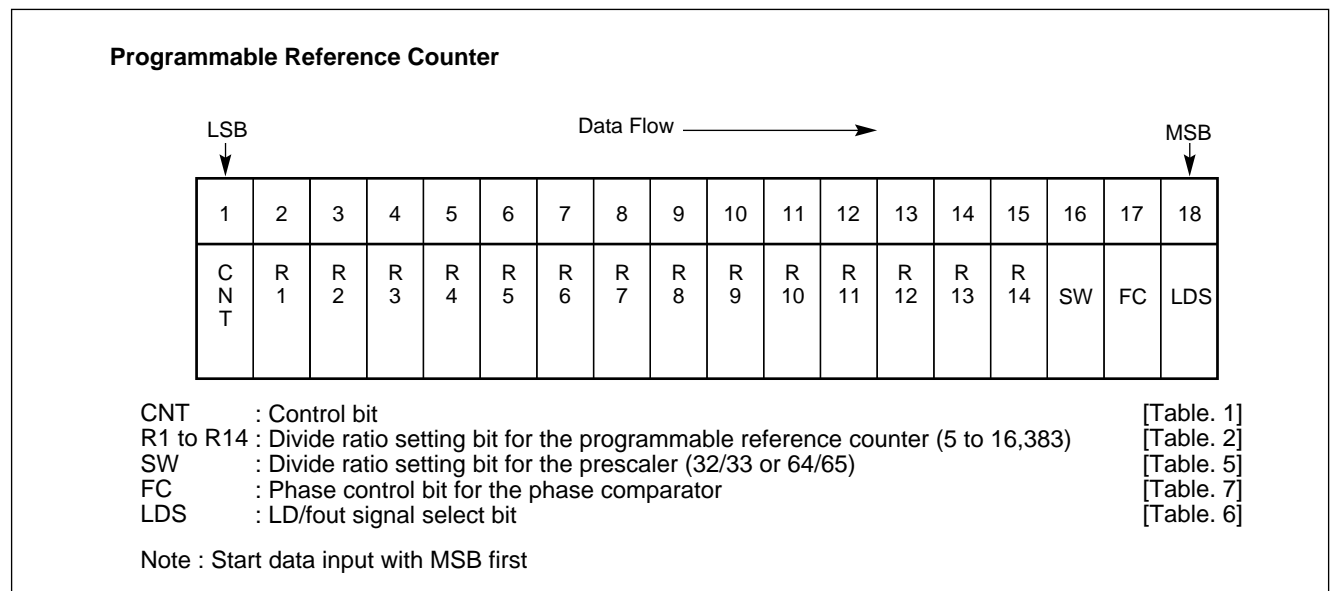 Programmable Reference Counter
LSB Data Flow MSB
1 2 3 4 5 6 7 8 9 10 11 12 13 14 15 16 17 18
CNT R1 R2 R3 R4 R5 R6 R7 R8 R9 R10 R11 R12 R13 R14 SW FC LDS
CNT : Control bit [Table. 1]
R1 to R14 : Divide ratio setting bit for the programmable reference counter (5 to 16,383) [Table. 2]
SW : Divide ratio setting bit for the prescaler (32/33 or 64/65) [Table. 5]
FC : Phase control bit for the phase comparator [Table. 7]
LDS : LD/fout signal select bit [Table. 6]
Note : Start data input with MSB first